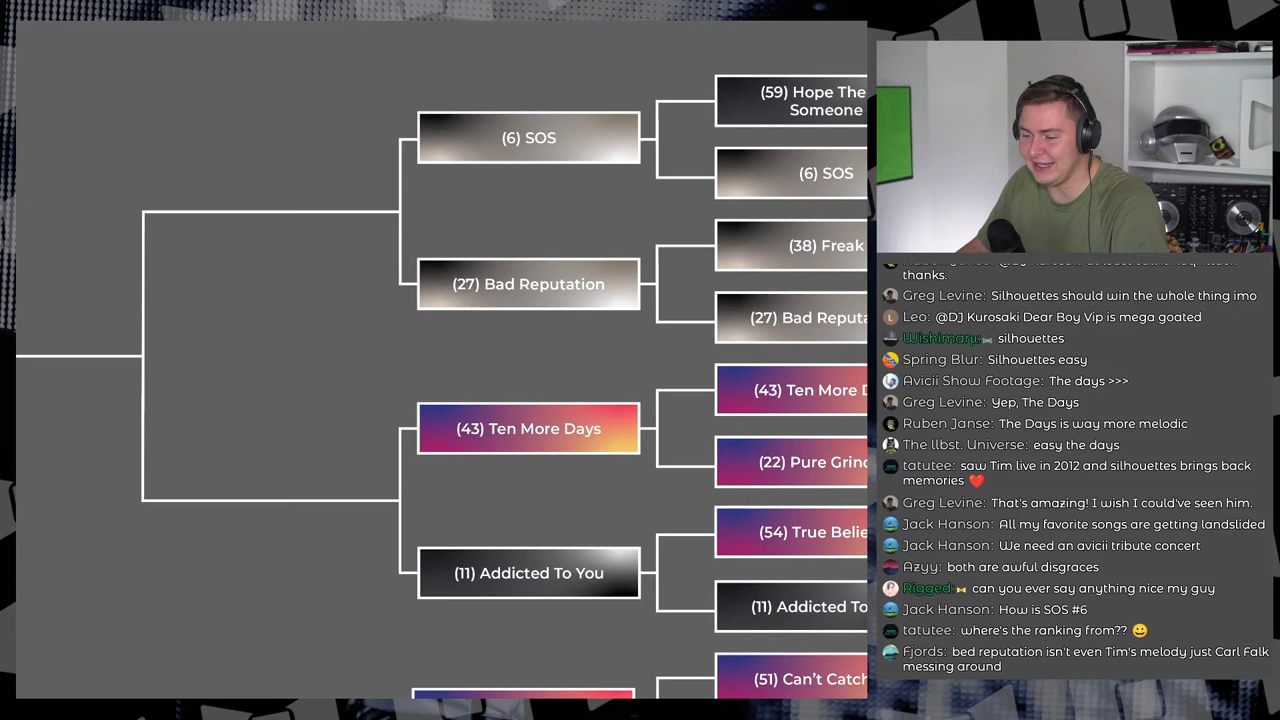 (59) Hope The
Someone
(6) SOS
(6) SOS
(38) Freak
(27) Bad Reputation
(27) Bad Reputa
(43) Ten More D
(43) Ten More Days
(22) Pure Grin
(54) True Belie
(11) Addicted To You
(11) Addicted To
(51) Can't Catch
thanks.
Greg Levine: Silhouettes should win the whole thing imo
Leo: @DJ Kurosaki Dear Boy Vip is mega goated
silhouettes
Spring Blur: Silhouettes easy
Avicii Show Footage: The days >>>
Greg Levine: Yep, The Days
Ruben Janse: The Days is way more melodic
The llbst. Universe: easy the days
tatutee: saw Tim live in 2012 and silhouettes brings back
memories ❤️
Greg Levine: That's amazing! I wish I could've seen him.
Jack Hanson: All my favorite songs are getting landslided
Jack Hanson: We need an avicii tribute concert
Azyy: both are awful disgraces
Rigged: can you ever say anything nice my guy
Jack Hanson: How is SOS #6
tatutee: where's the ranking from?? 😀
Fjords: bed reputation isn't even Tim's melody just Carl Falk
messing around